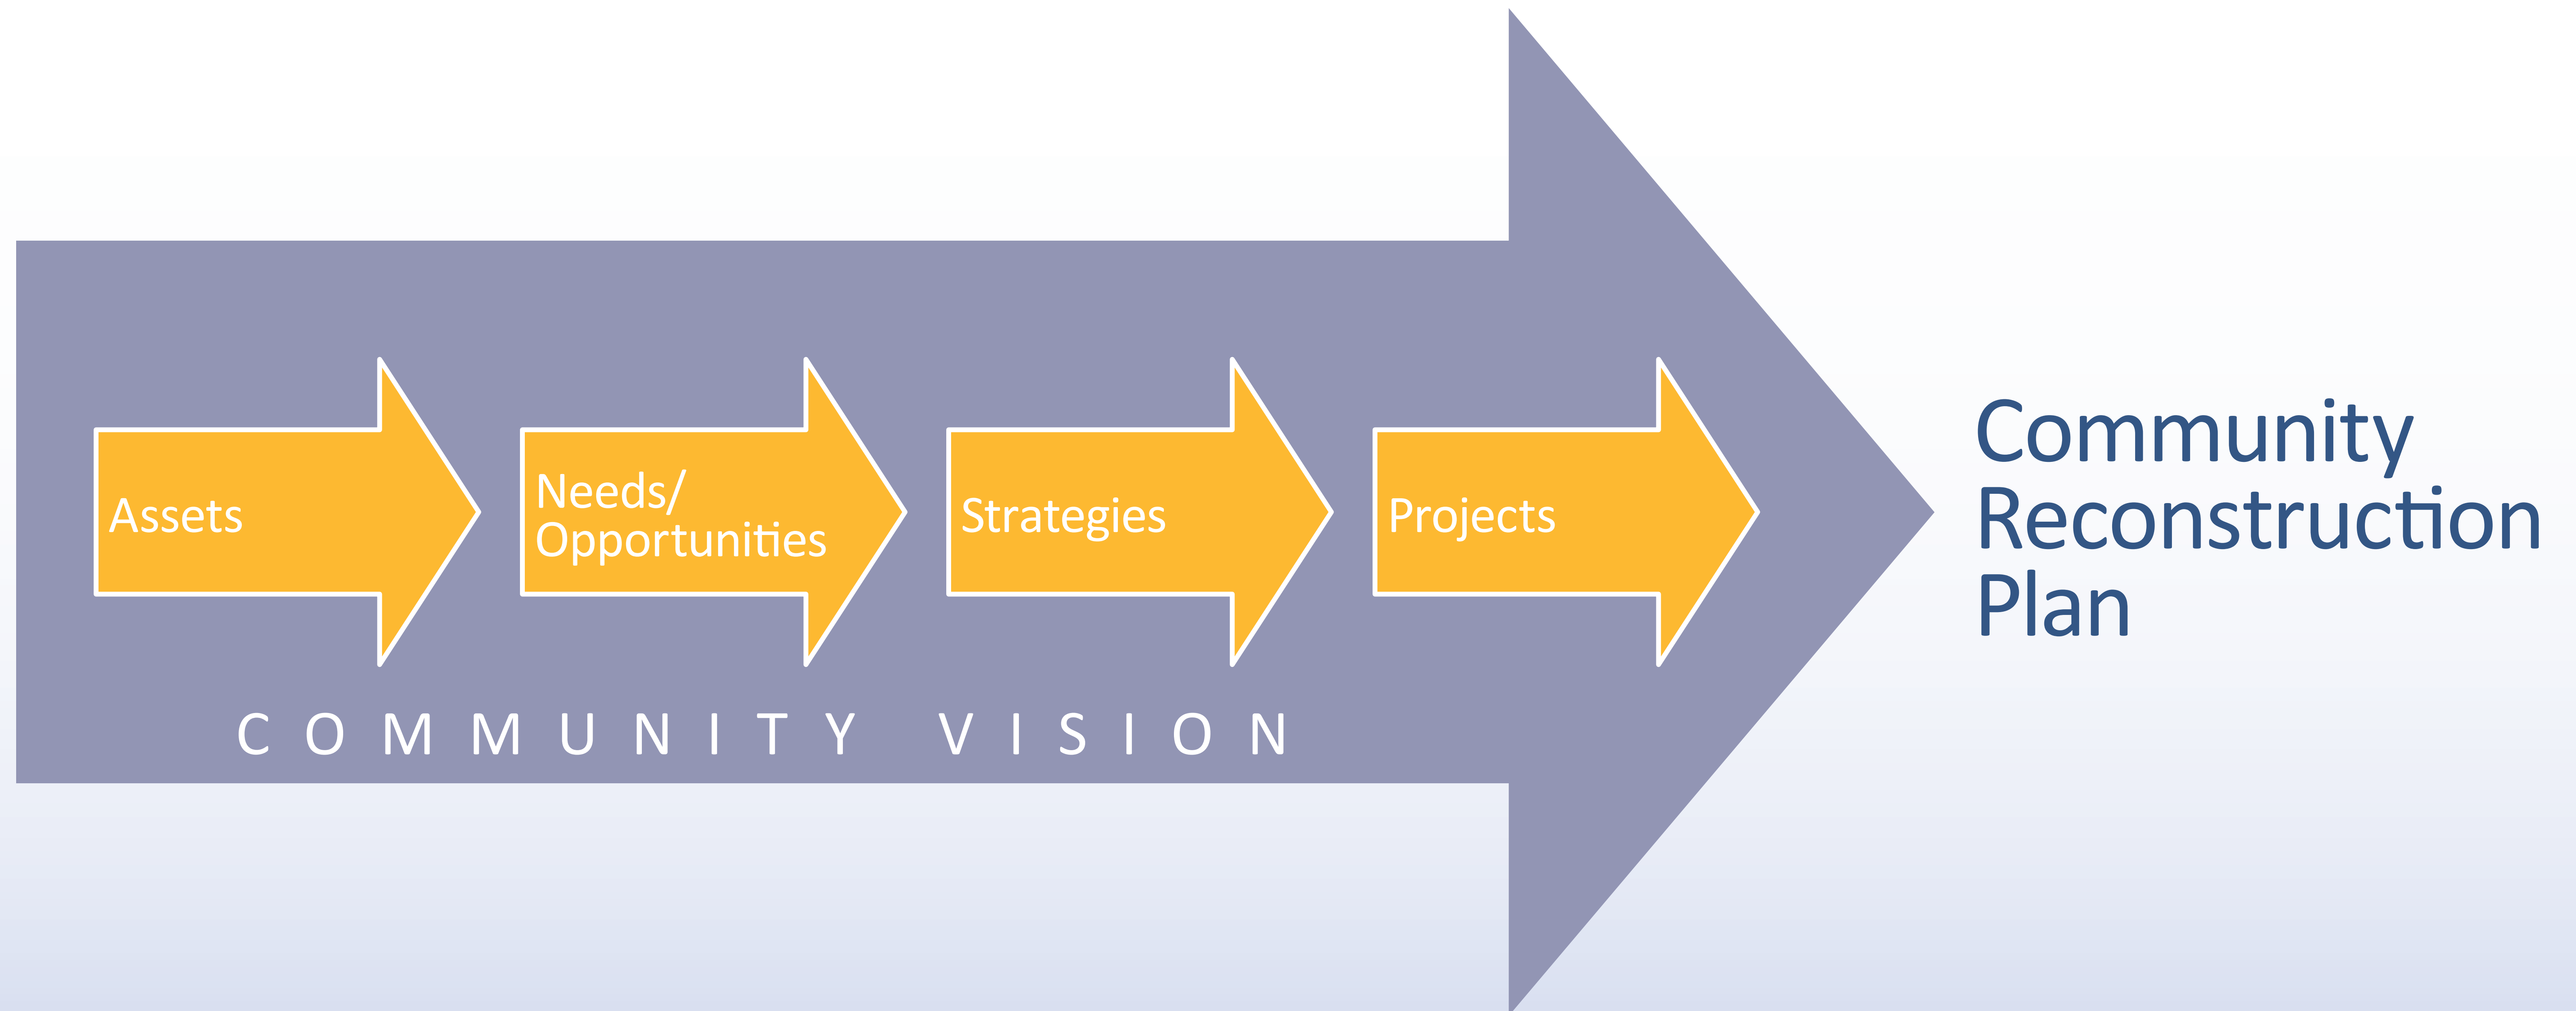 Assets
Needs/
Opportunities
Strategies
Projects
COMMUNITY VISION
Community
Reconstruction
Plan